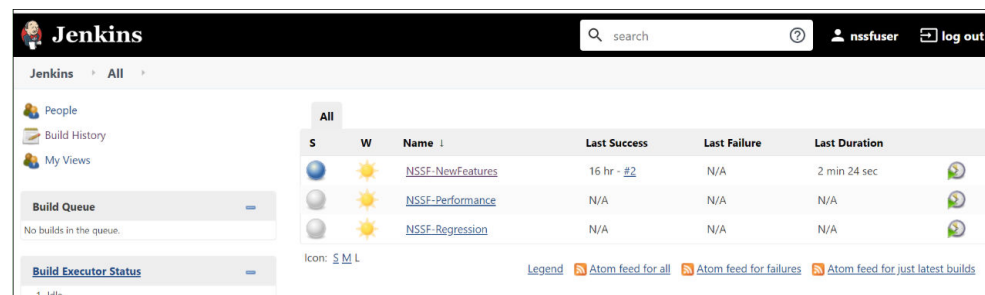 Jenkins
search
nssfuser
log out
Jenkins All
People
Build History
My Views
Build Queue
No builds in the queue.
Build Executor Status
1 Idle
All
S W Name ↓ Last Success Last Failure Last Duration
NSSF-NewFeatures 16 hr - #2 N/A 2 min 24 sec
NSSF-Performance N/A N/A N/A
NSSF-Regression N/A N/A N/A
Icon: S M L
Legend Atom feed for all Atom feed for failures Atom feed for just latest builds